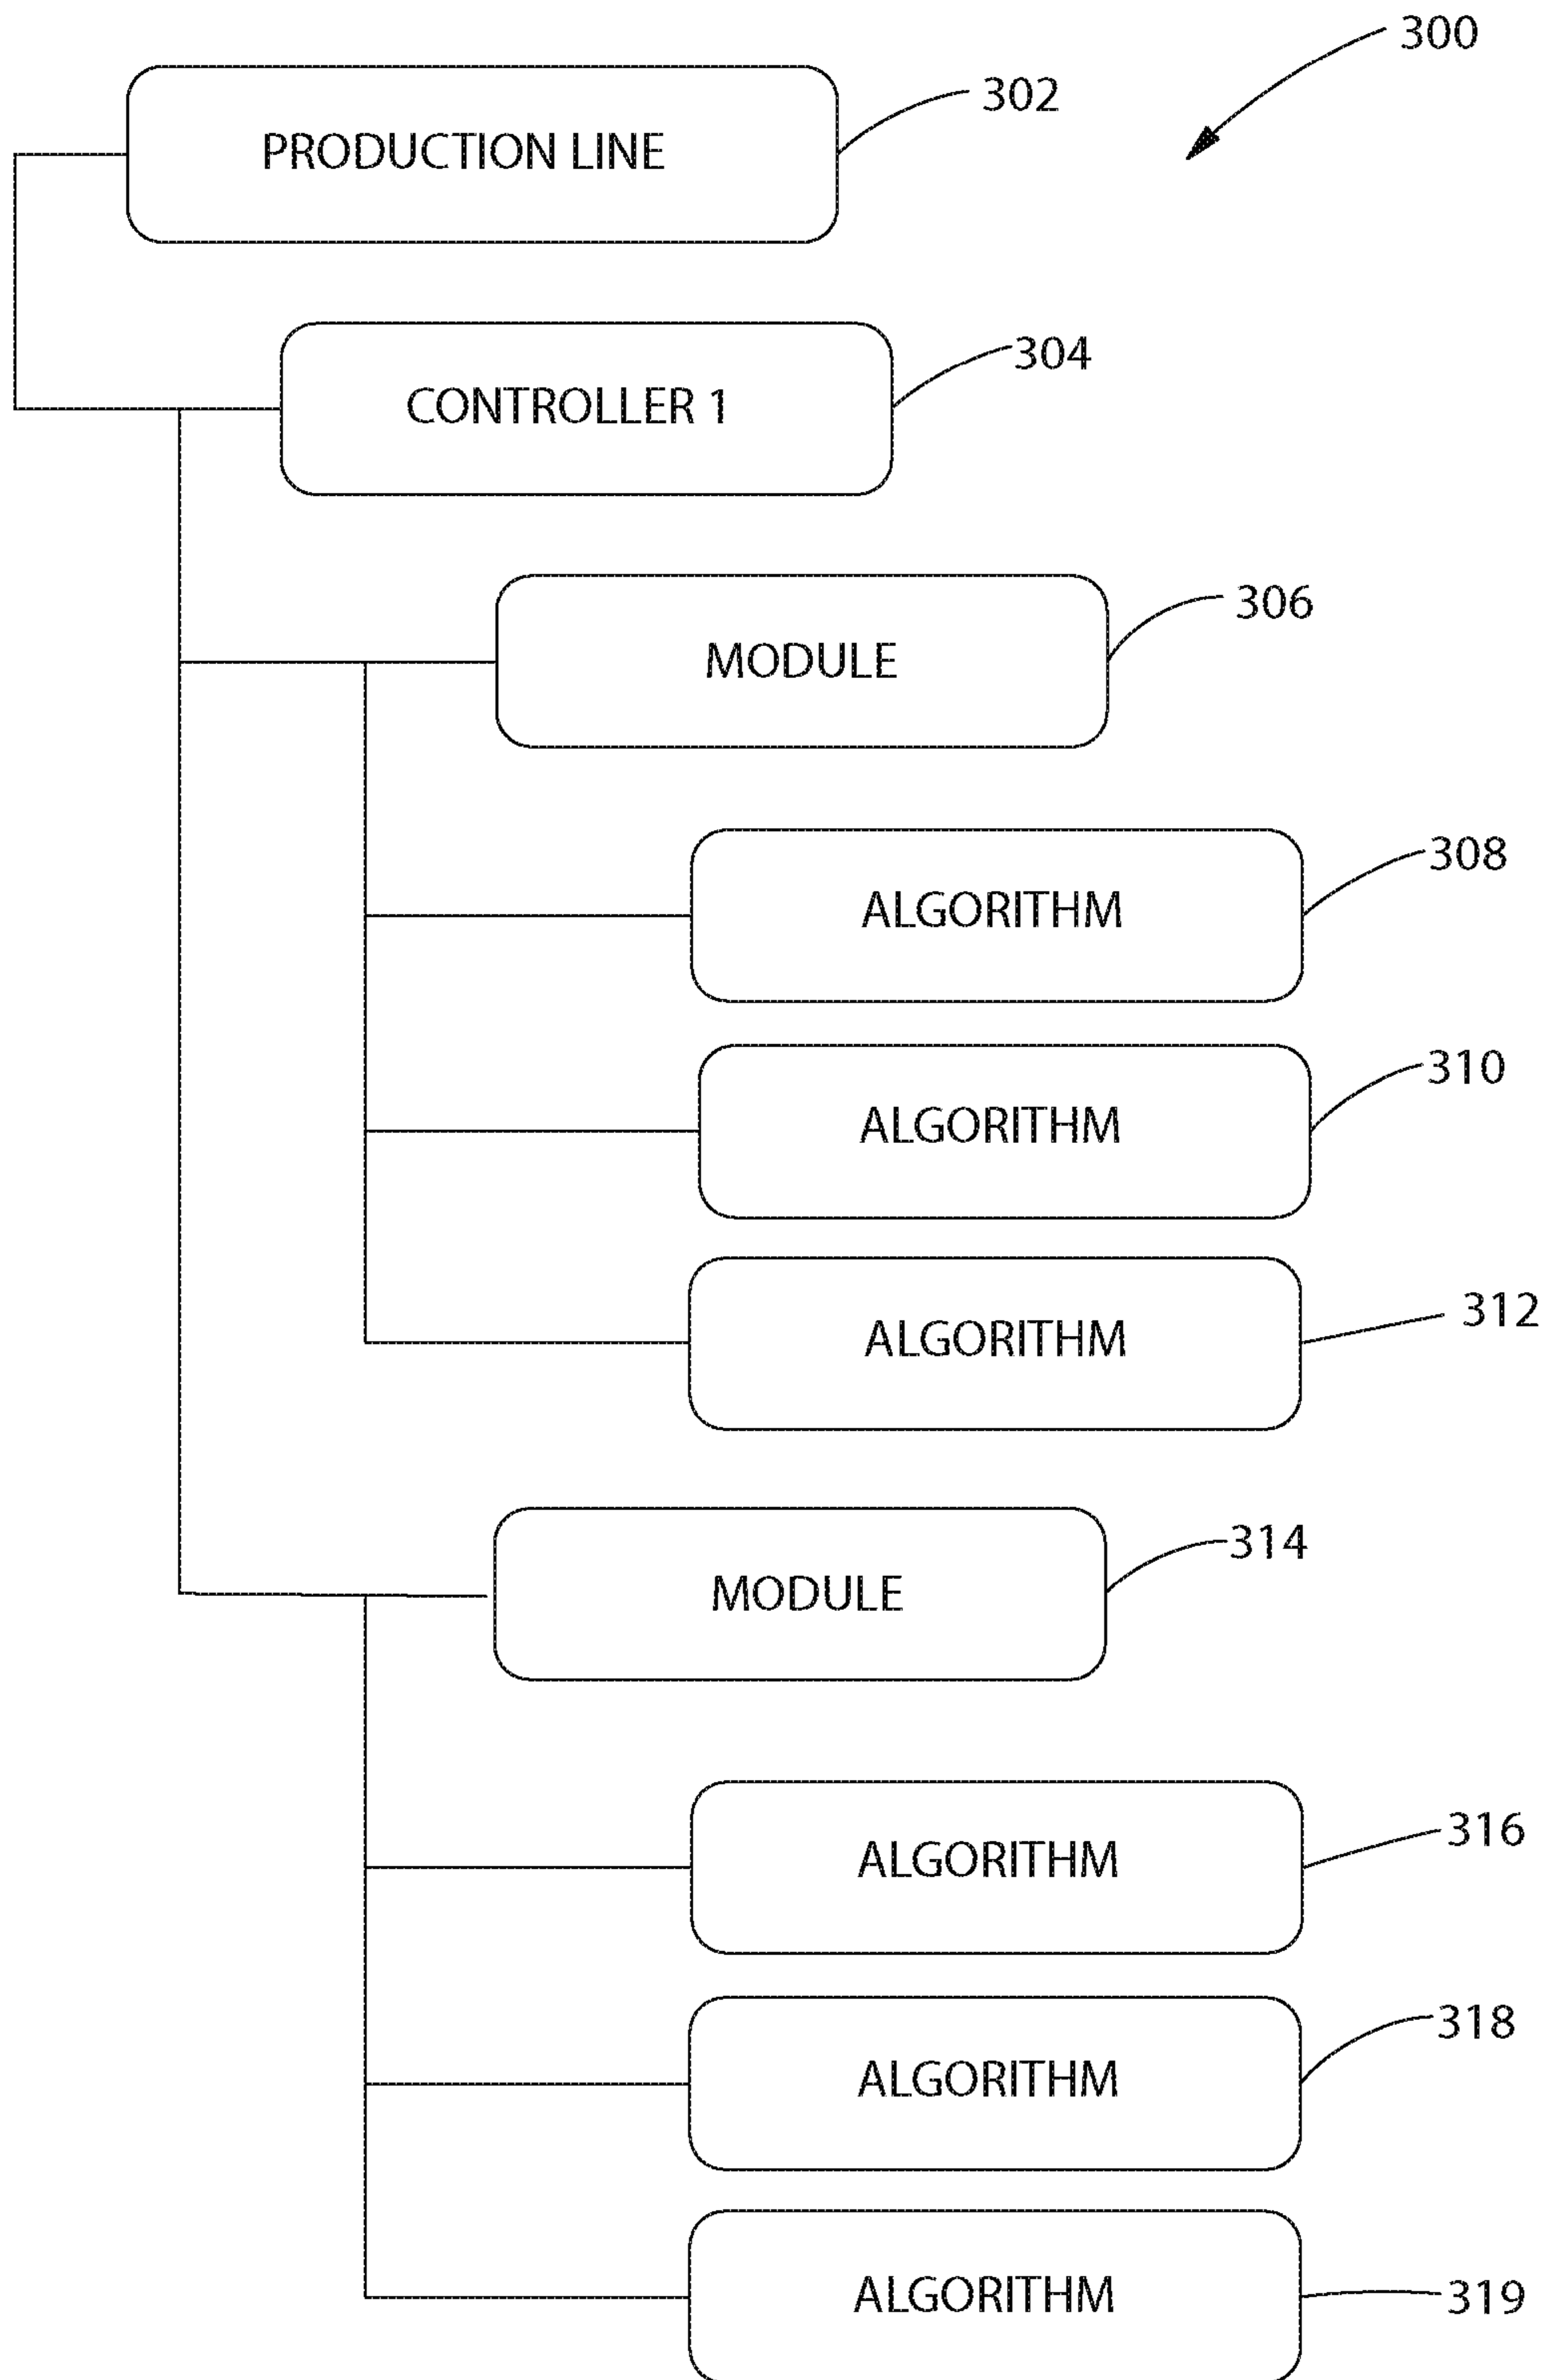 300
302
PRODUCTION LINE
304
CONTROLLER 1
306
MODULE
308
ALGORITHM
310
ALGORITHM
312
ALGORITHM
314
MODULE
316
ALGORITHM
318
ALGORITHM
319
ALGORITHM